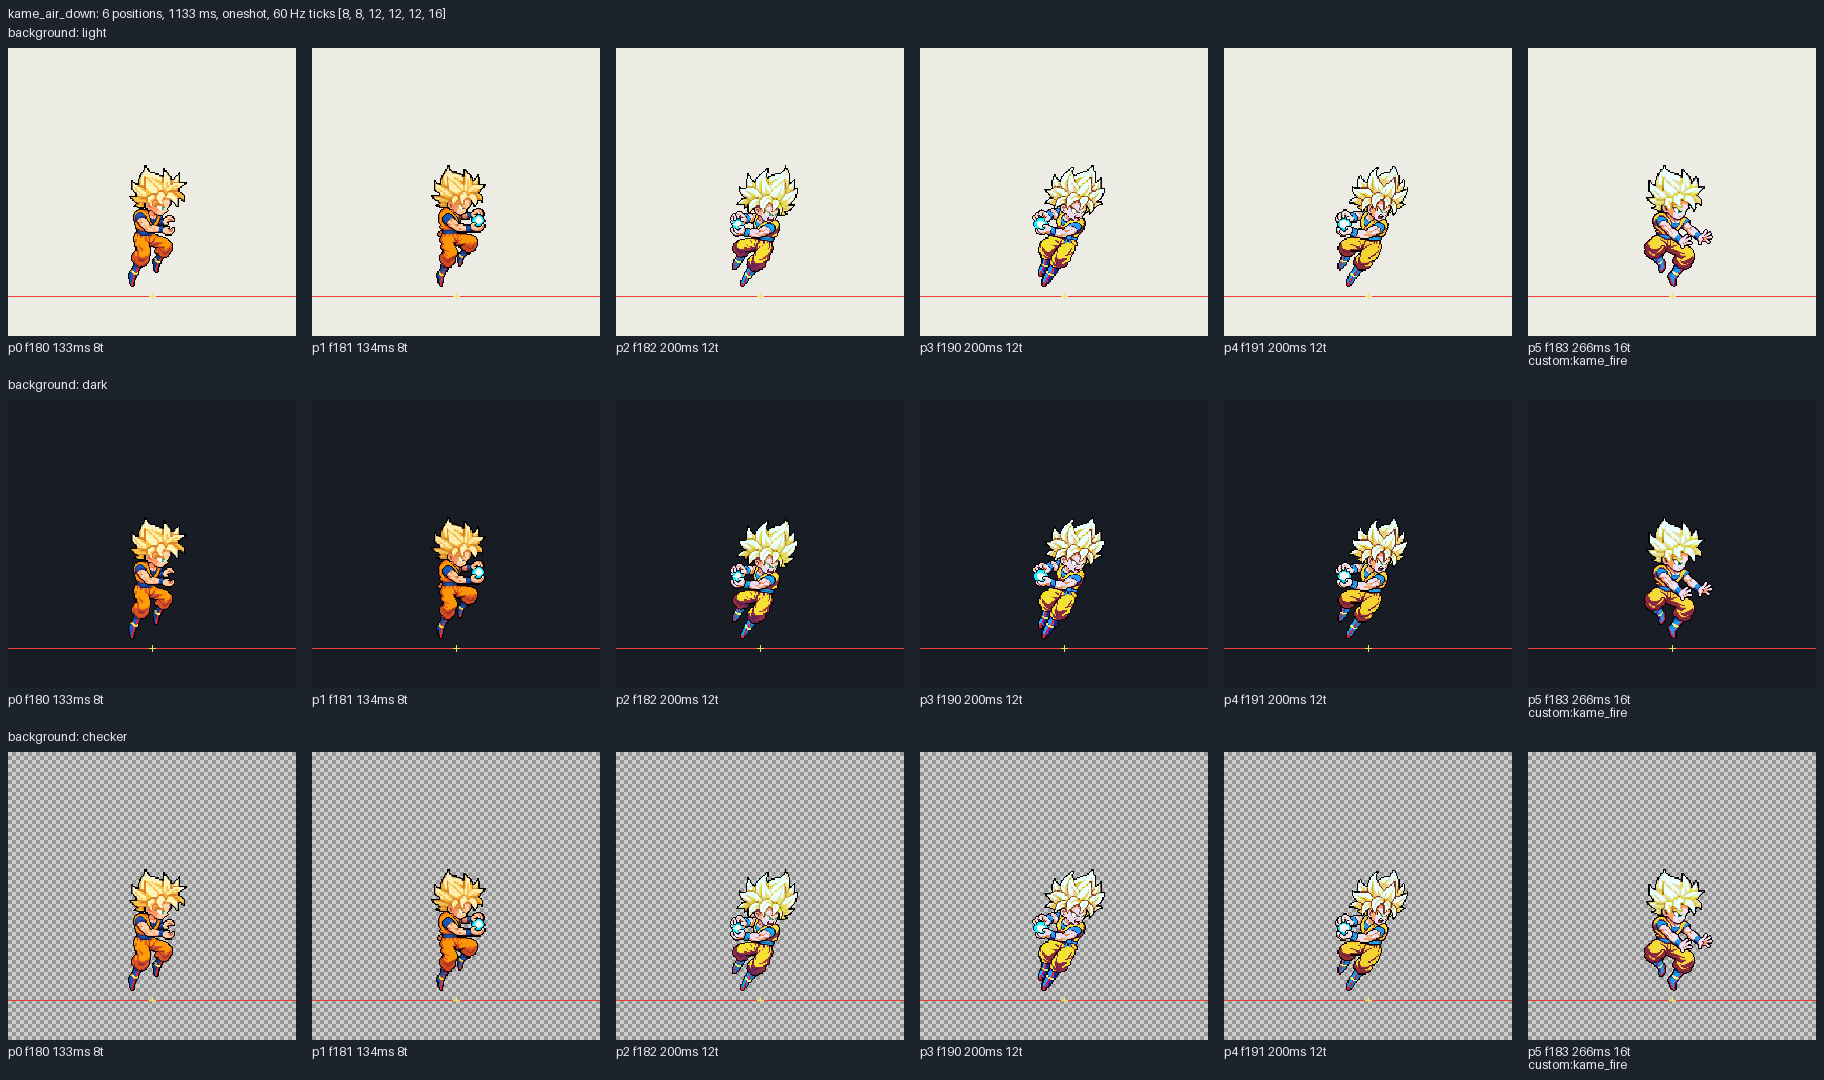 kame_air_down: 6 positions, 1133 ms, oneshot, 60 Hz ticks [8, 8, 12, 12, 12, 16]
background: light
p0 f180 133ms 8t
p1 f181 134ms 8t
p2 f182 200ms 12t
p3 f190 200ms 12t
p4 f191 200ms 12t
p5 f183 266ms 16t
custom:kame_fire
background: dark
p0 f180 133ms 8t
p1 f181 134ms 8t
p2 f182 200ms 12t
p3 f190 200ms 12t
p4 f191 200ms 12t
p5 f183 266ms 16t
custom:kame_fire
background: checker
p0 f180 133ms 8t
p1 f181 134ms 8t
p2 f182 200ms 12t
p3 f190 200ms 12t
p4 f191 200ms 12t
p5 f183 266ms 16t
custom:kame_fire